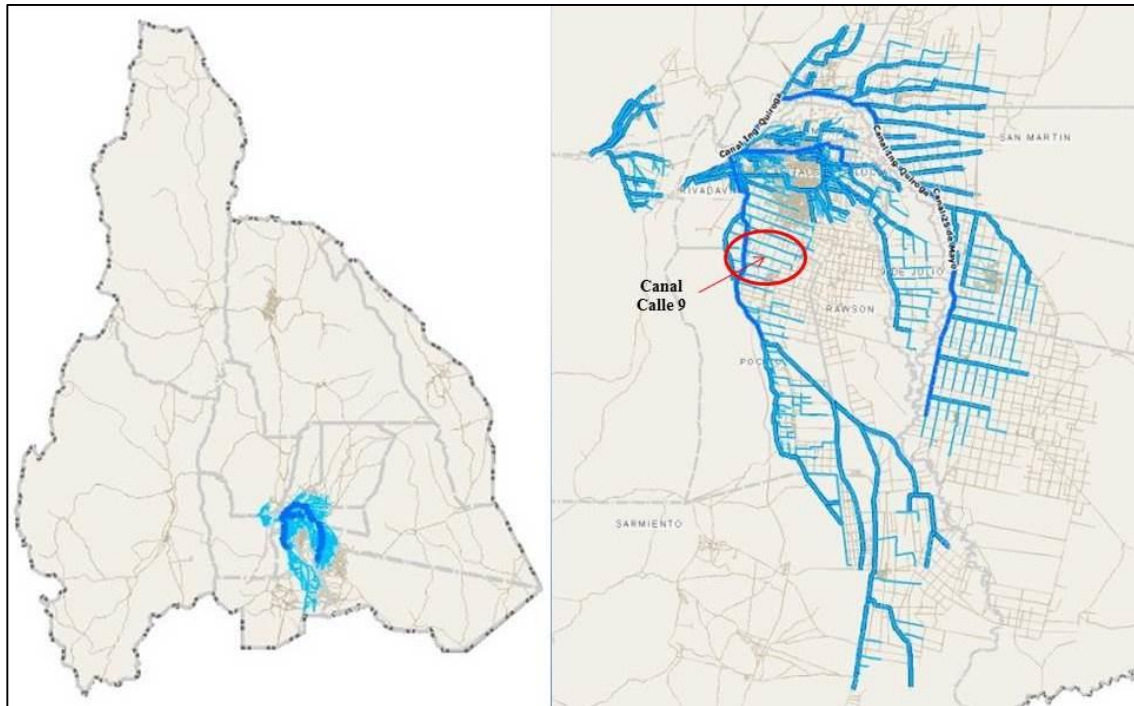 Canal Ing. Quiroga
SAN MARTIN
Canal Ing. Quiroga
RIVADAVIA
Canal 25 de Mayo
Canal
Calle 9
9 DE JULIO
RAWSON
POCITO
SARMIENTO